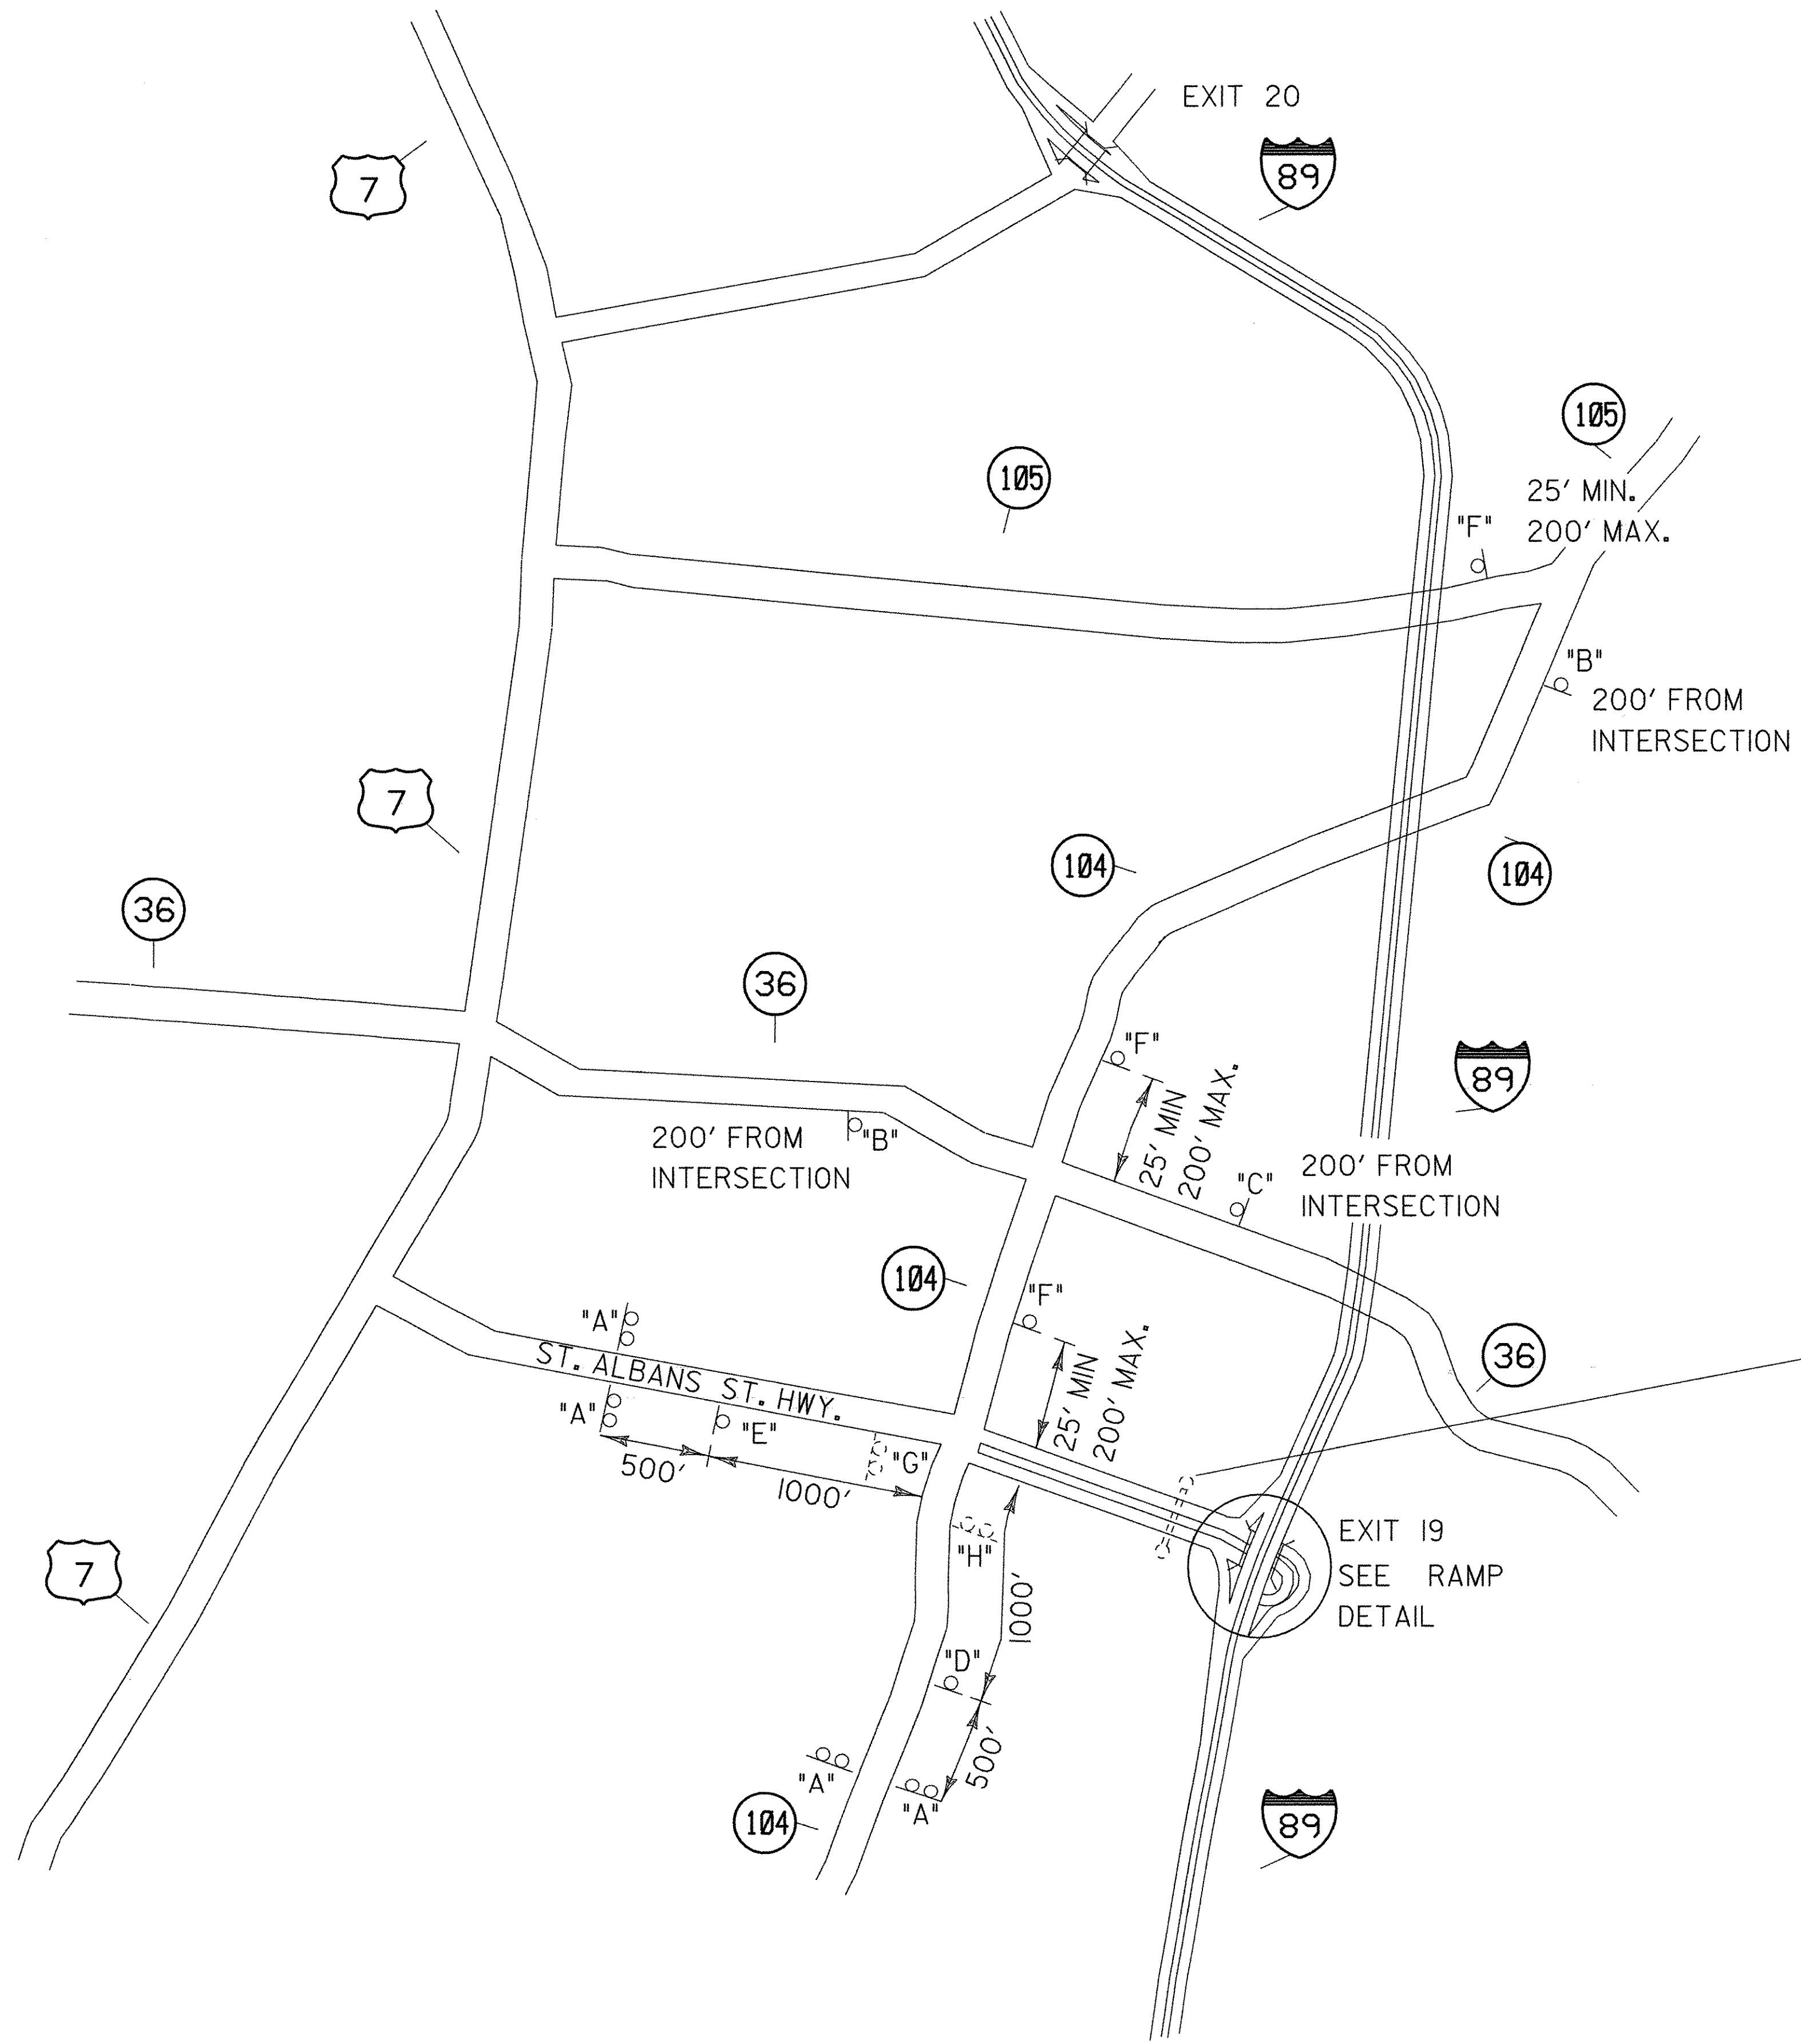 EXIT 20
89
7
105
105
25' MIN.
200' MAX.
"F"
"B"
200' FROM
INTERSECTION
7
104
104
36
36
"F"
25' MIN
200' MAX.
89
200' FROM
INTERSECTION
"B"
"C"
200' FROM
INTERSECTION
104
"F"
25' MIN
200' MAX.
36
"A"
ST. ALBANS ST. HWY.
"A"
"E"
"G"
500'
1000'
"H"
1000'
EXIT 19
SEE RAMP
DETAIL
7
"D"
500'
"A"
"A"
104
89